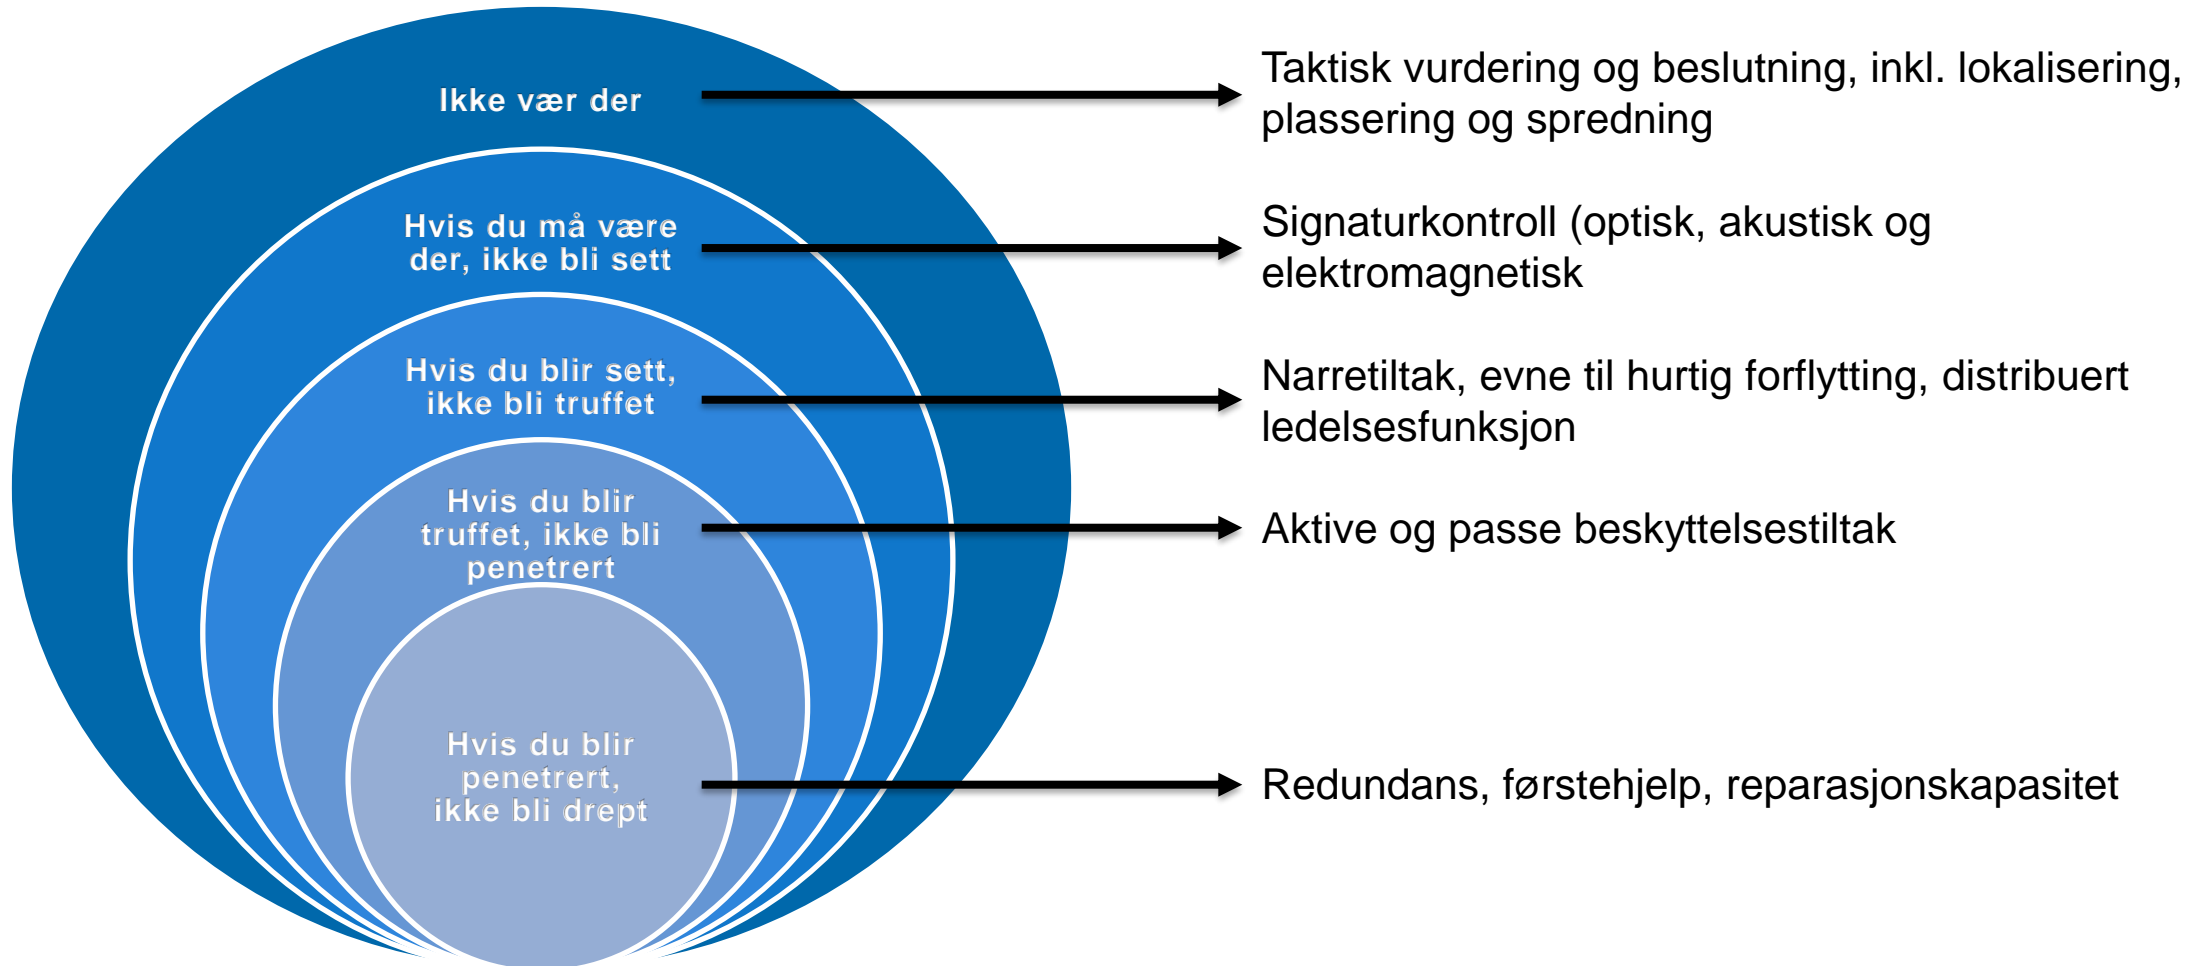 Ikke vær der
Taktisk vurdering og beslutning, inkl. lokalisering,
plassering og spredning
Hvis du må være
der, ikke bli sett
Signaturkontroll (optisk, akustisk og
elektromagnetisk
Hvis du blir sett,
ikke bli truffet
Narretiltak, evne til hurtig forflytting, distribuert
ledelsesfunksjon
Hvis du blir
truffet, ikke bli
penetrert
Aktive og passe beskyttelsestiltak
Hvis du blir
penetrert,
ikke bli drept
Redundans, førstehjelp, reparasjonskapasitet